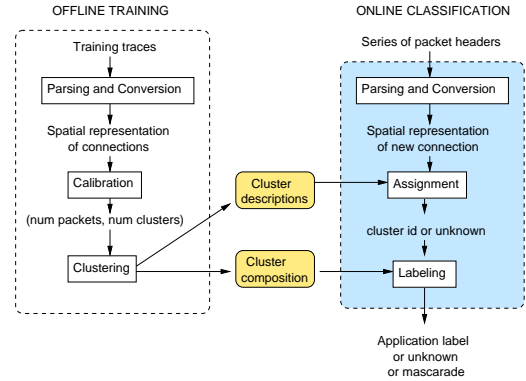 OFFLINE TRAINING
Training traces
Parsing and Conversion
Spatial representation
of connections
Calibration
(num packets, num clusters)
Clustering
Cluster
descriptions
Cluster
composition
ONLINE CLASSIFICATION
Series of packet headers
Parsing and Conversion
Spatial representation
of new connection
Assignment
cluster id or unknown
Labeling
Application label
or unknown
or mascarade